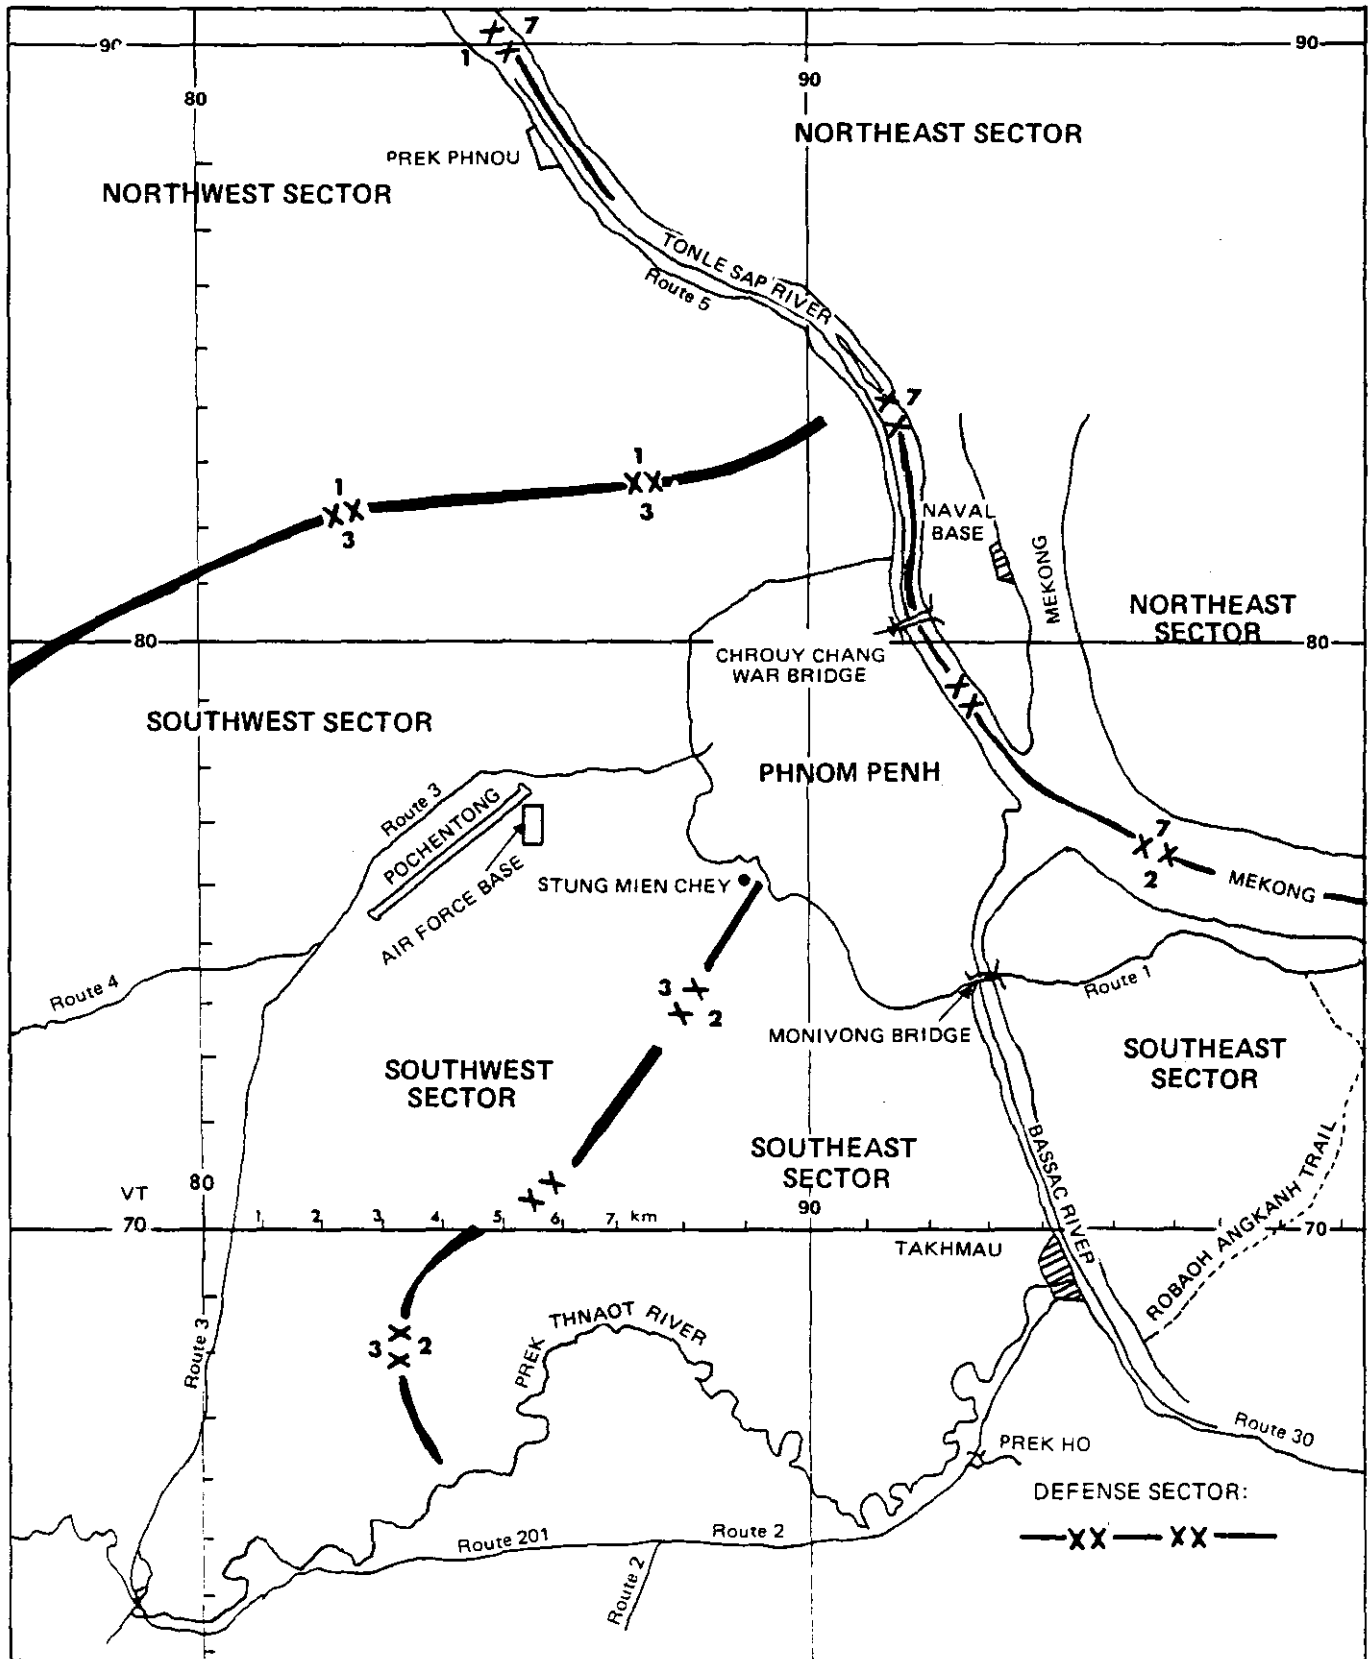 7
90
90
1
80
90
NORTHEAST SECTOR
PREK PHNOU
NORTHWEST SECTOR
TONLE SAP RIVER
Route 5
7
1
1
3
3
NAVAL
BASE
MEKONG
NORTHEAST
SECTOR
80
80
CHROUY CHANG
WAR BRIDGE
SOUTHWEST SECTOR
PHNOM PENH
Route 3
POCHENTONG
AIR FORCE BASE
STUNG MIEN CHEY
7
2
MEKONG
Route 4
3
2
Route 1
MONIVONG BRIDGE
SOUTHEAST
SECTOR
SOUTHWEST
SECTOR
SOUTHEAST
SECTOR
BASSAC RIVER
ROBAOH ANGKANH TRAIL
VT
80
90
70
1 2 3 4 5 6 7 km
70
TAKHMAU
3 2
PREK THNAOT RIVER
Route 3
Route 30
PREK HO
DEFENSE SECTOR:
XX XX
Route 201
Route 2
Route 2